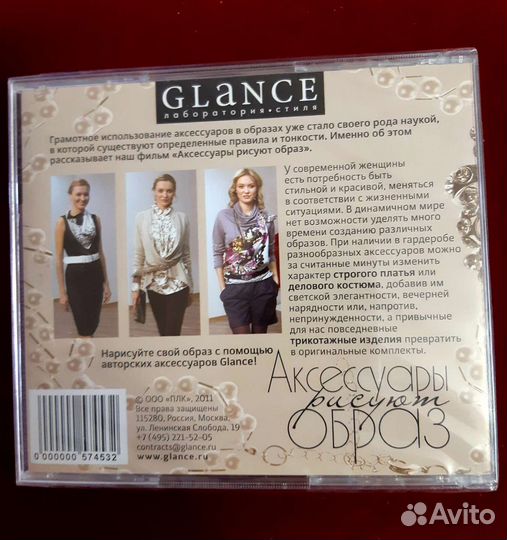 GLANCE
лаборатория•стиля
Грамотное использование аксессуаров в образах уже стало своего рода наукой,
в которой существуют определенные правила и тонкости. Именно об этом
рассказывает наш фильм «Аксессуары рисуют образ».
У современной женщины
есть потребность быть
стильной и красивой, меняться
в соответствии с жизненными
ситуациями. В динамичном мире
нет возможности уделять много
времени созданию различных
образов. При наличии в гардеробе
разнообразных аксессуаров можно
за считанные минуты изменить
характер строгого платья или
делового костюма, добавив им
светской элегантности, вечерней
нарядности или, напротив,
непринужденности, а привычные
для нас повседневные
трикотажные изделия превратить
в оригинальные комплекты.
Нарисуйте свой образ с помощью
авторских аксессуаров Glance!
Аксессуары
рисуют
образ
© ООО «ПЛК», 2011
Все права защищены
115280, Россия, Москва,
ул. Ленинская Слобода, 19
+7 (495) 221-52-05
contracts@glance.ru
www.glance.ru
0 000000 574532
Avito